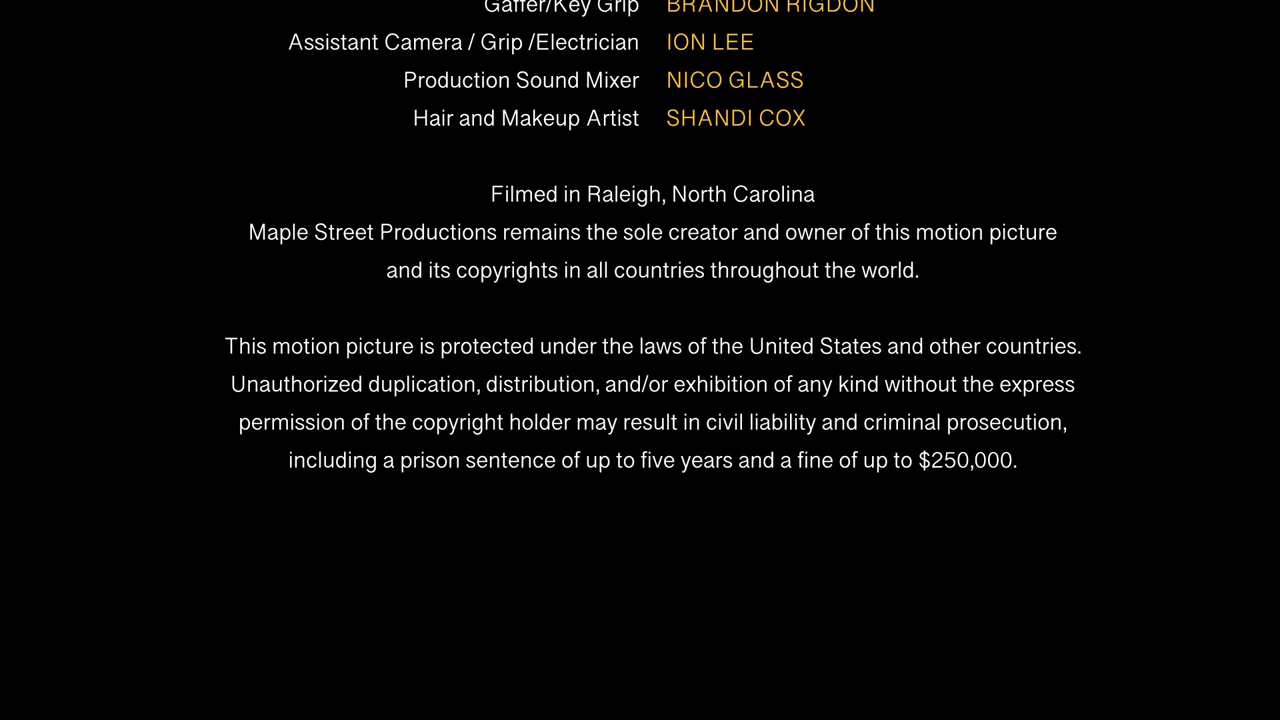 Gaffer/Key Grip BRANDON RIGDON
Assistant Camera / Grip /Electrician ION LEE
Production Sound Mixer NICO GLASS
Hair and Makeup Artist SHANDI COX
Filmed in Raleigh, North Carolina
Maple Street Productions remains the sole creator and owner of this motion picture
and its copyrights in all countries throughout the world.
This motion picture is protected under the laws of the United States and other countries.
Unauthorized duplication, distribution, and/or exhibition of any kind without the express
permission of the copyright holder may result in civil liability and criminal prosecution,
including a prison sentence of up to five years and a fine of up to $250,000.